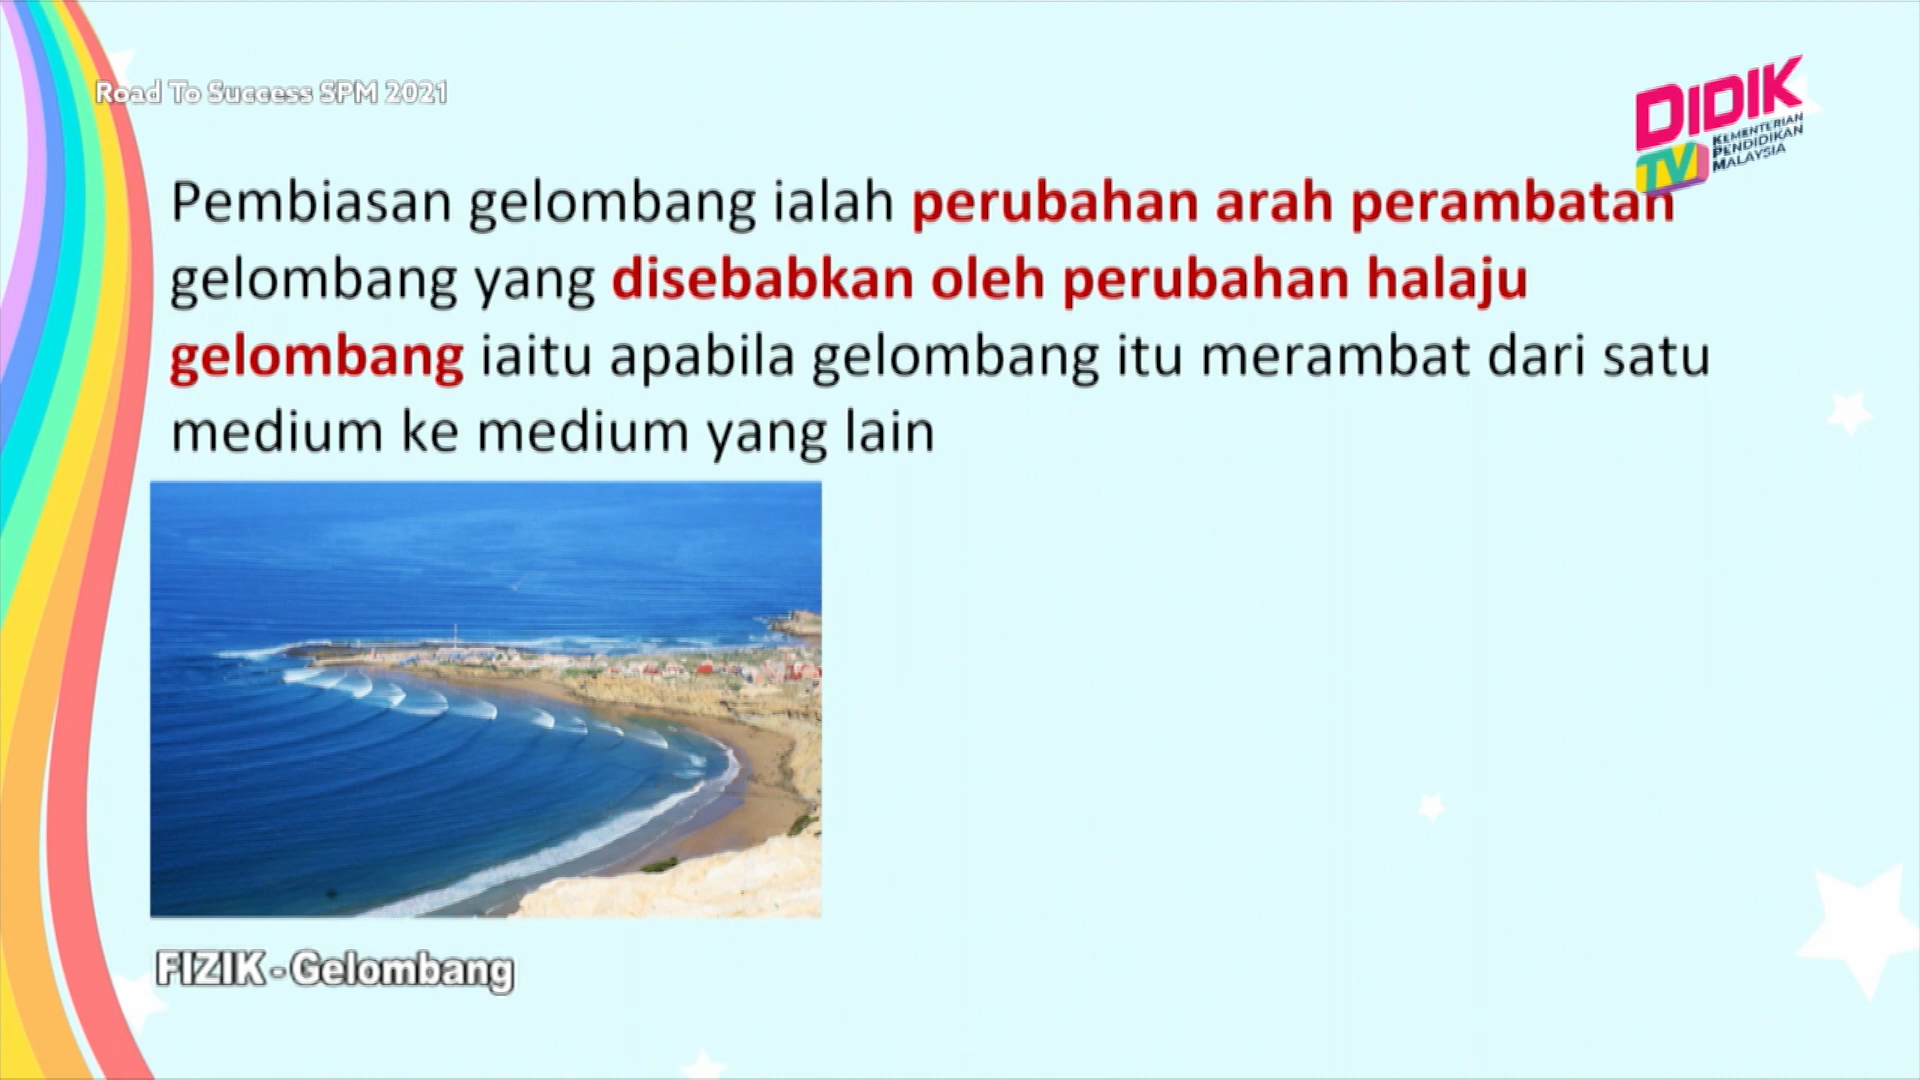 Road To Success SPM 2021
DIDIK
TV
KEMENTERIAN
PENDIDIKAN
MALAYSIA
Pembiasan gelombang ialah perubahan arah perambatan
gelombang yang disebabkan oleh perubahan halaju
gelombang iaitu apabila gelombang itu merambat dari satu
medium ke medium yang lain
FIZIK - Gelombang